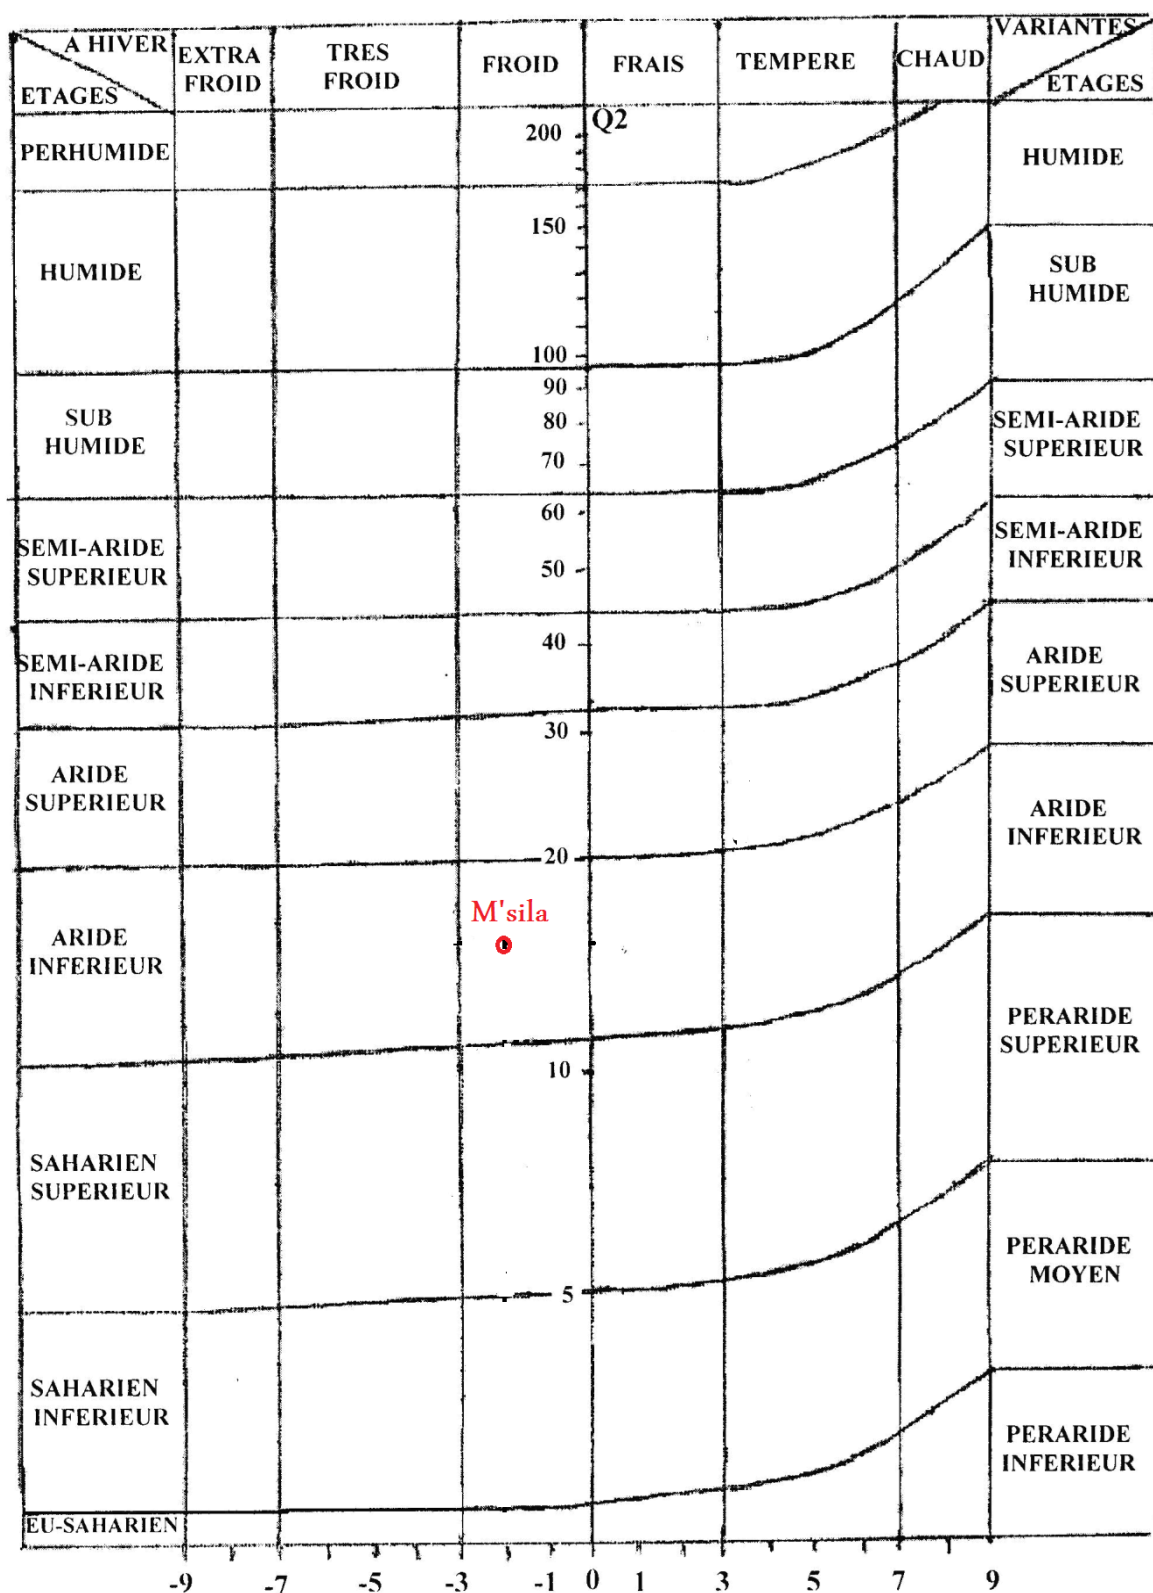 A HIVER
ETAGES
EXTRA
FROID
TRES
FROID
FROID
FRAIS
TEMPERE
CHAUD
VARIANTES
ETAGES
PERHUMIDE
HUMIDE
SUB
HUMIDE
SEMI-ARIDE
SUPERIEUR
SEMI-ARIDE
INFERIEUR
ARIDE
SUPERIEUR
ARIDE
INFERIEUR
SAHARIEN
SUPERIEUR
SAHARIEN
INFERIEUR
EU-SAHARIEN
Q2
200
150
100
90
80
70
60
50
40
30
20
10
5
M'sila
HUMIDE
SUB
HUMIDE
SEMI-ARIDE
SUPERIEUR
SEMI-ARIDE
INFERIEUR
ARIDE
SUPERIEUR
ARIDE
INFERIEUR
PERARIDE
SUPERIEUR
PERARIDE
MOYEN
PERARIDE
INFERIEUR
-9 -7 -5 -3 -1 0 1 3 5 7 9